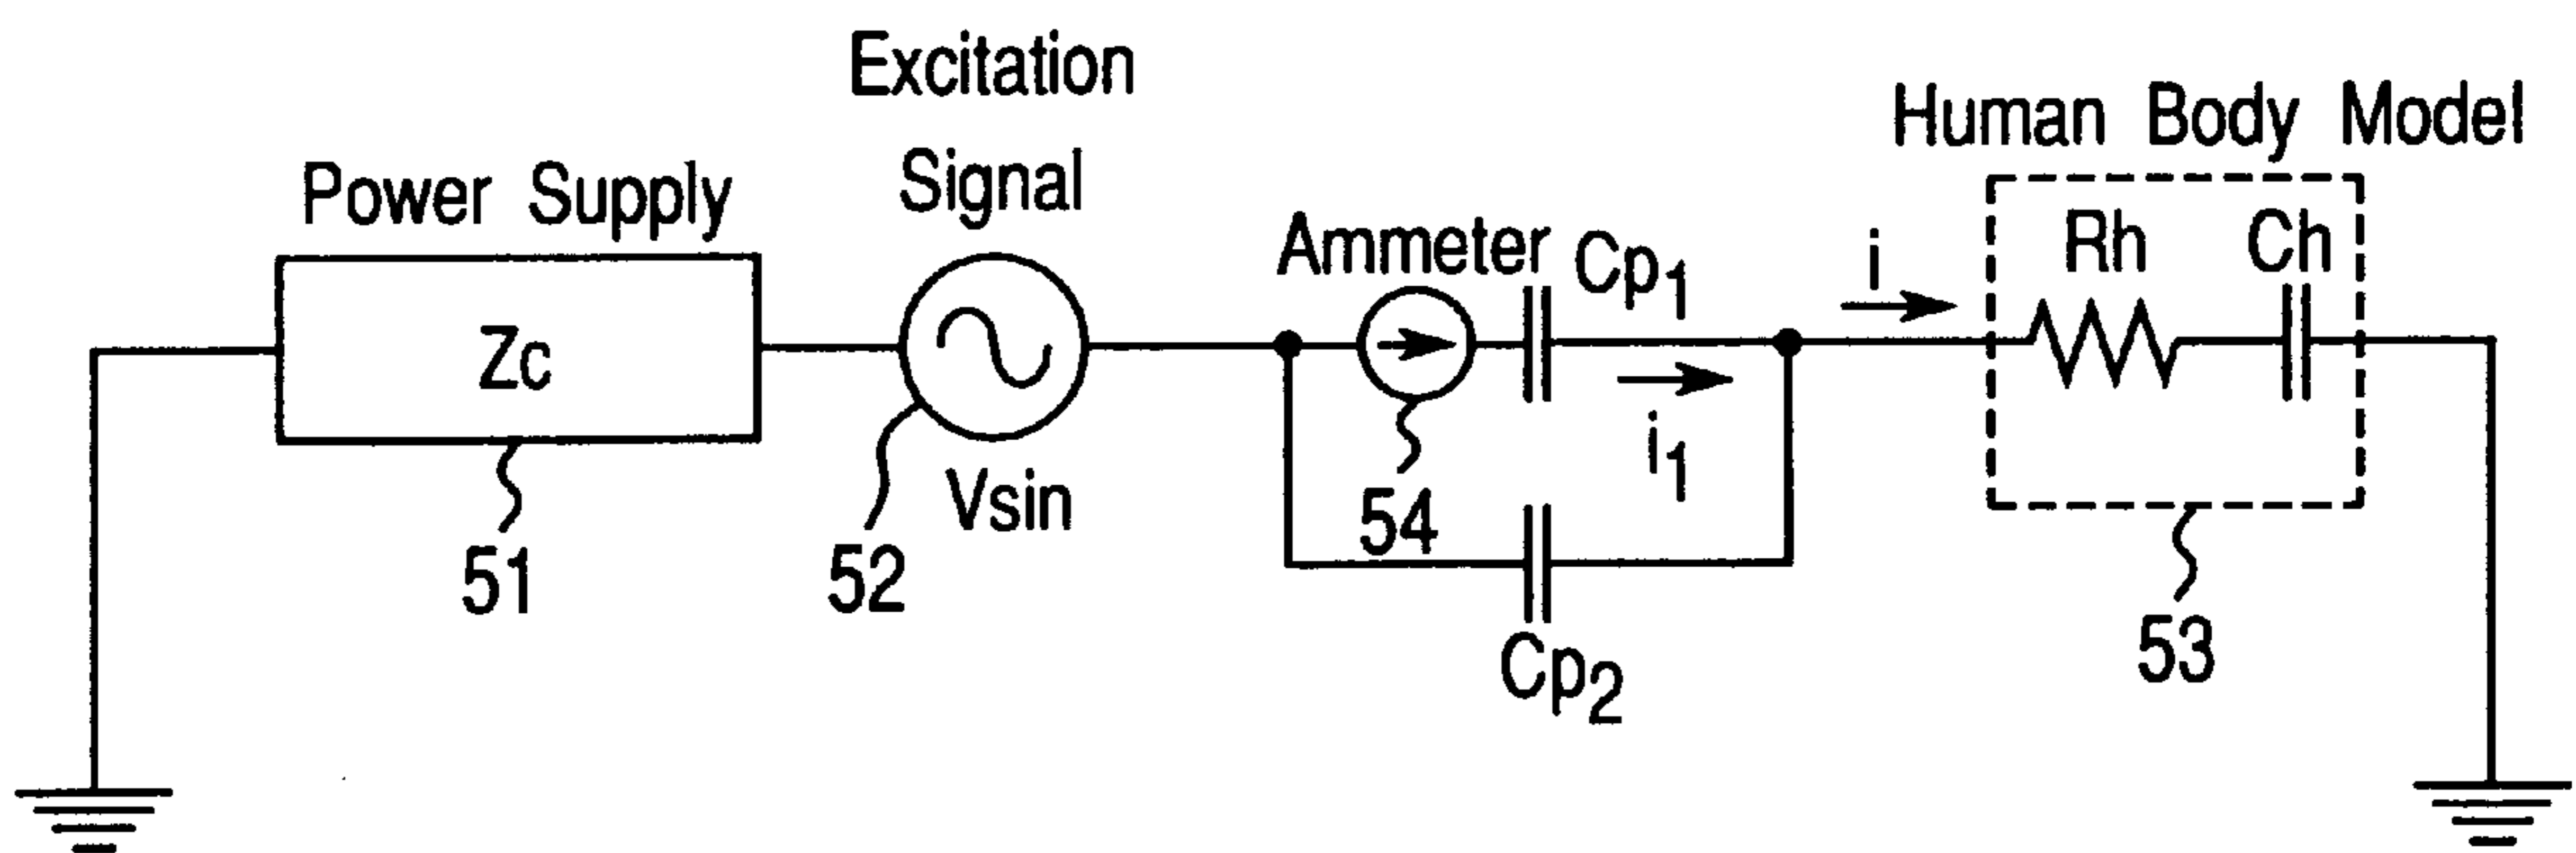 Excitation
Signal
Power Supply
Human Body Model
Ammeter
Cp1
i
Rh
Ch
Zc
i1
Vsin
54
51
52
Cp2
53